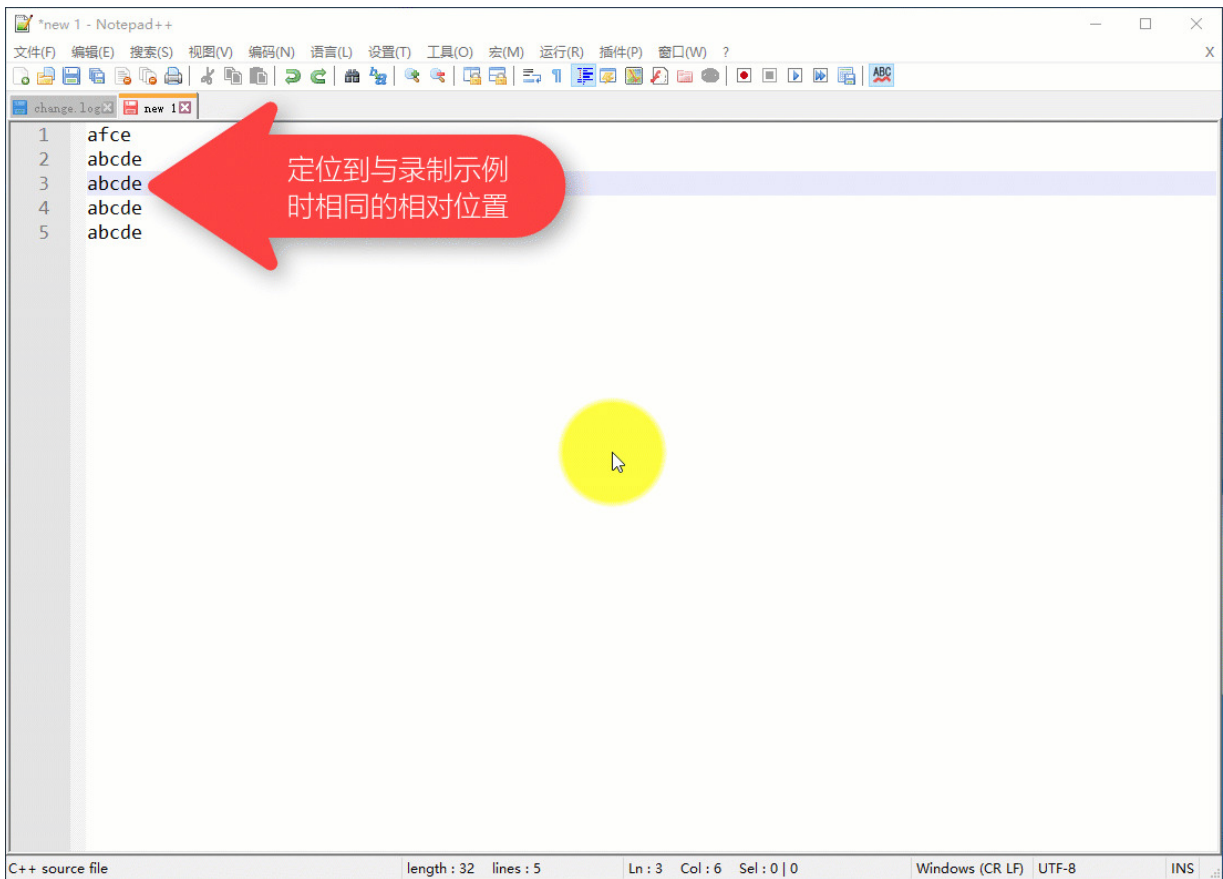 *new 1 - Notepad++
文件(F) 编辑(E) 搜索(S) 视图(V) 编码(N) 语言(L) 设置(T) 工具(O) 宏(M) 运行(R) 插件(P) 窗口(W) ? X
ABC
change.log new 1
1 afce
2 abcde
3 abcde
4 abcde
5 abcde
定位到与录制示例
时相同的相对位置
C++ source file length : 32 lines : 5 Ln : 3 Col : 6 Sel : 0 | 0 Windows (CR LF) UTF-8 INS